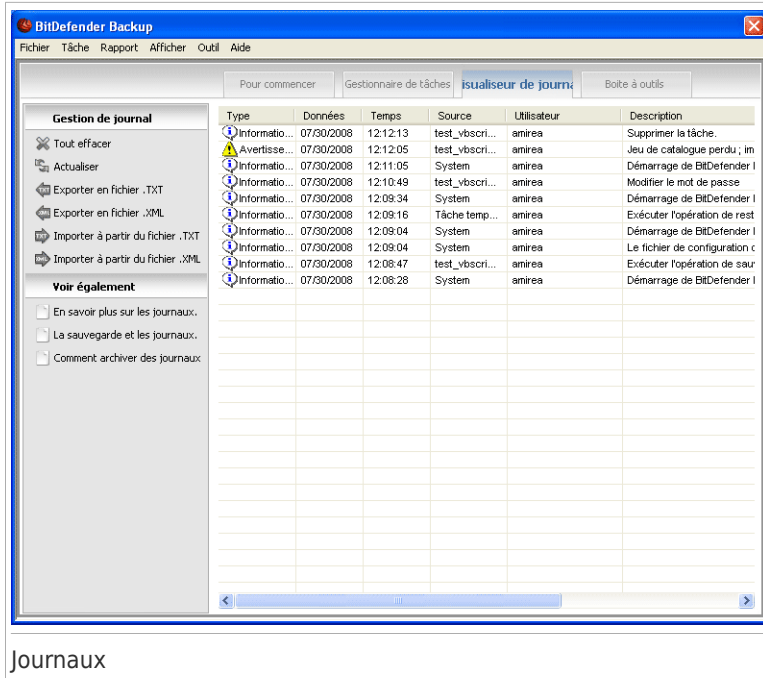 BitDefender Backup
Fichier Tâche Rapport Afficher Outil Aide
Pour commencer Gestionnaire de tâches isualiseur de journa Boite à outils
Gestion de journal
Tout effacer
Actualiser
Exporter en fichier .TXT
Exporter en fichier .XML
Importer à partir du fichier .TXT
Importer à partir du fichier .XML
Voir également
En savoir plus sur les journaux.
La sauvegarde et les journaux.
Comment archiver des journaux
Type Données Temps Source Utilisateur Description
Informatio... 07/30/2008 12:12:13 test_vbscri... amirea Supprimer la tâche.
Avertisse... 07/30/2008 12:12:05 test_vbscri... amirea Jeu de catalogue perdu ; im
Informatio... 07/30/2008 12:11:05 System amirea Démarrage de BitDefender
Informatio... 07/30/2008 12:10:49 test_vbscri... amirea Modifier le mot de passe
Informatio... 07/30/2008 12:09:34 System amirea Démarrage de BitDefender
Informatio... 07/30/2008 12:09:16 Tâche temp... amirea Exécuter l'opération de rest
Informatio... 07/30/2008 12:09:04 System amirea Démarrage de BitDefender
Informatio... 07/30/2008 12:09:04 System amirea Le fichier de configuration
Informatio... 07/30/2008 12:08:47 test_vbscri... amirea Exécuter l'opération de sau
Informatio... 07/30/2008 12:08:28 System amirea Démarrage de BitDefender
Journaux